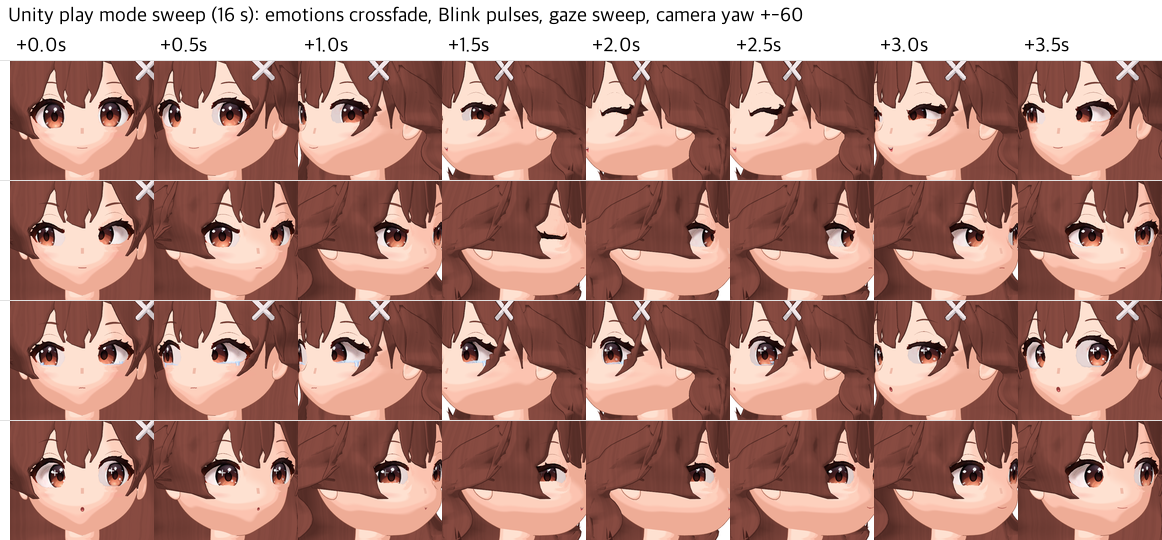 Unity play mode sweep (16 s): emotions crossfade, Blink pulses, gaze sweep, camera yaw +-60
+0.0s +0.5s +1.0s +1.5s +2.0s +2.5s +3.0s +3.5s